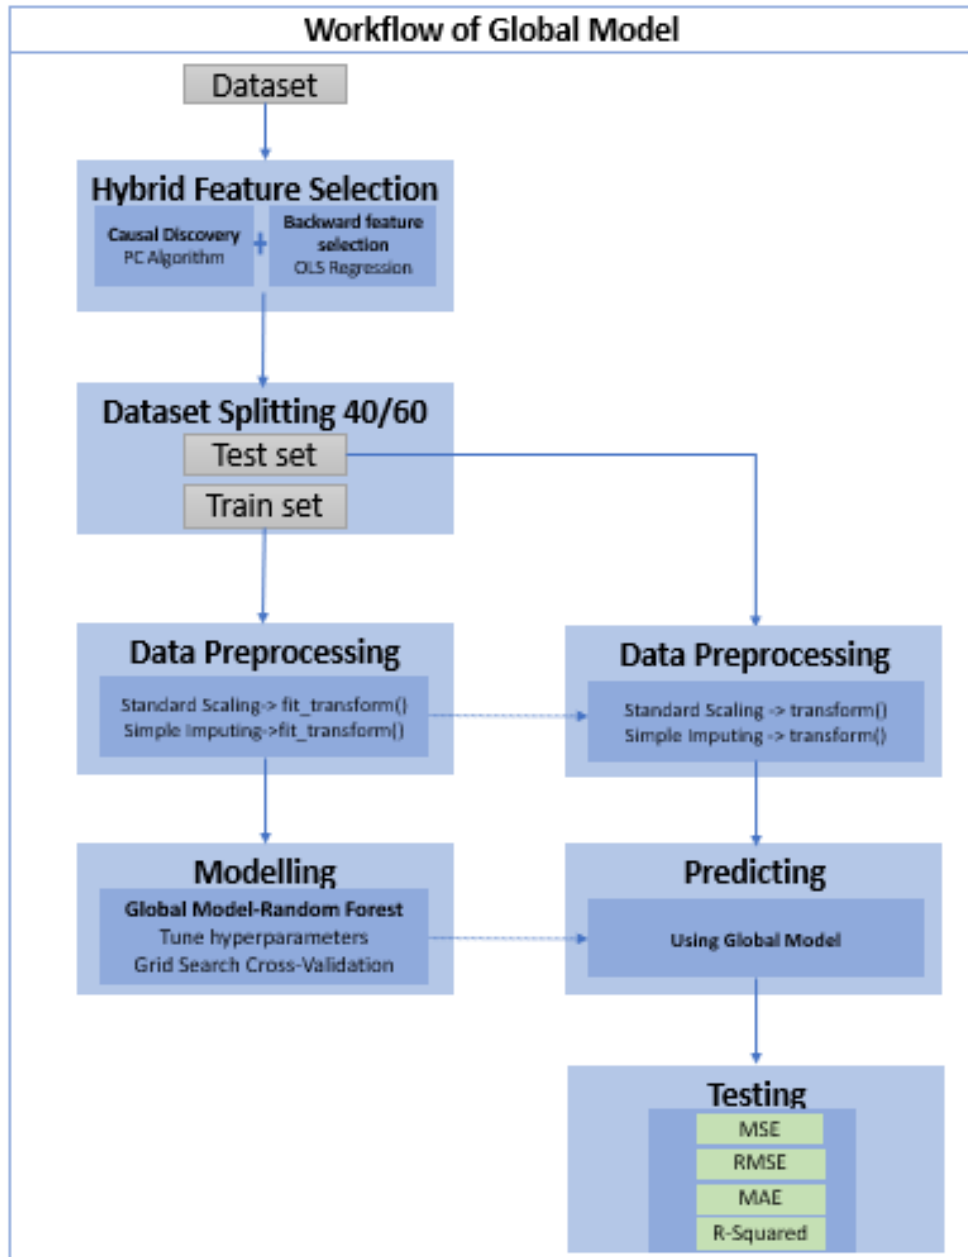 Workflow of Global Model
Dataset
Hybrid Feature Selection
Causal Discovery
PC Algorithm
+
Backward feature
selection
OLS Regression
Dataset Splitting 40/60
Test set
Train set
Data Preprocessing
Standard Scaling-> fit_transform()
Simple Imputing->fit_transform()
Data Preprocessing
Standard Scaling -> transform()
Simple Imputing -> transform()
Modelling
Global Model-Random Forest
Tune hyperparameters
Grid Search Cross-Validation
Predicting
Using Global Model
Testing
MSE
RMSE
MAE
R-Squared